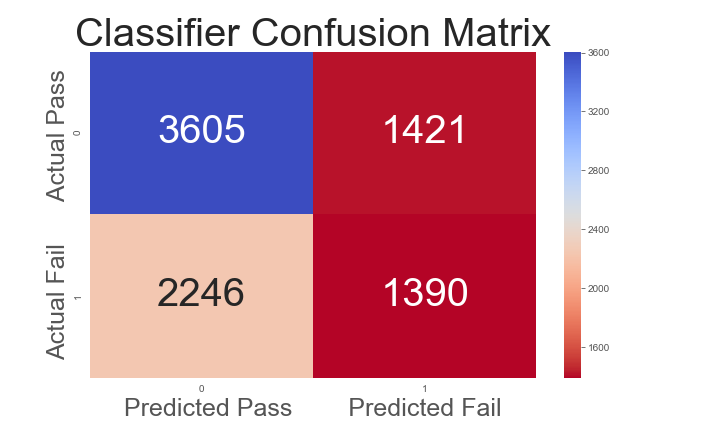 Classifier Confusion Matrix
Actual Pass
0
3605
1421
Actual Fail
1
2246
1390
0
1
Predicted Pass
Predicted Fail
3600
3200
2800
2400
2000
1600